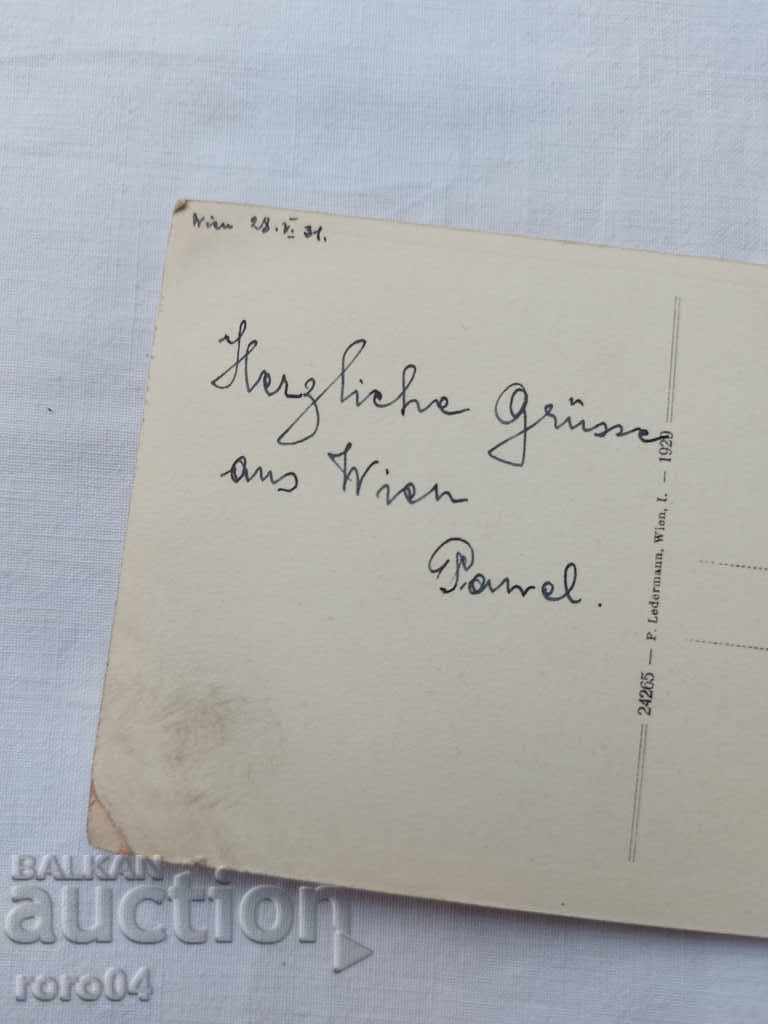 Wien 28. V. 31.
Herzliche Grüsse
aus Wien
Pawel.
24265 — P. Ledermann, Wien, I. — 1929
BALKAN
auction
roro04